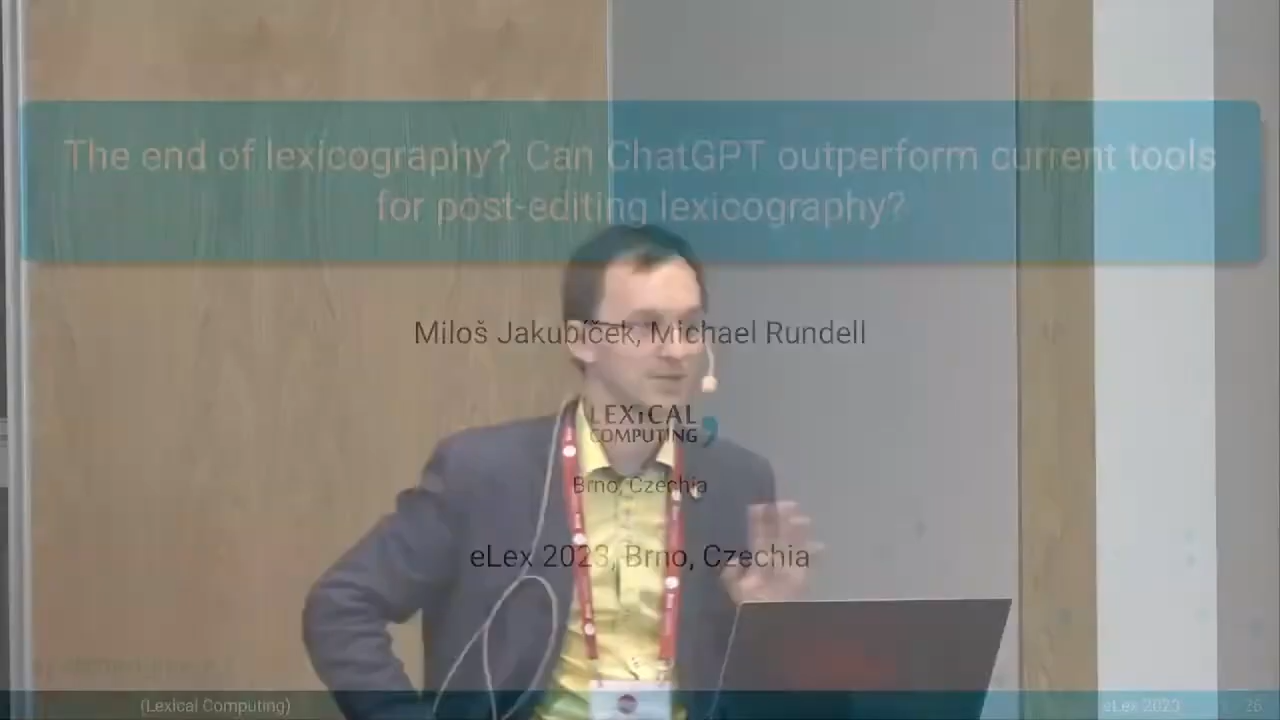 The end of lexicography? Can ChatGPT outperform current tools
for post-editing lexicography?
Miloš Jakubíček, Michael Rundell
LEXiCAL
COMPUTING
Brno, Czechia
eLex 2023, Brno, Czechia
(Lexical Computing)
eLex 2023
26